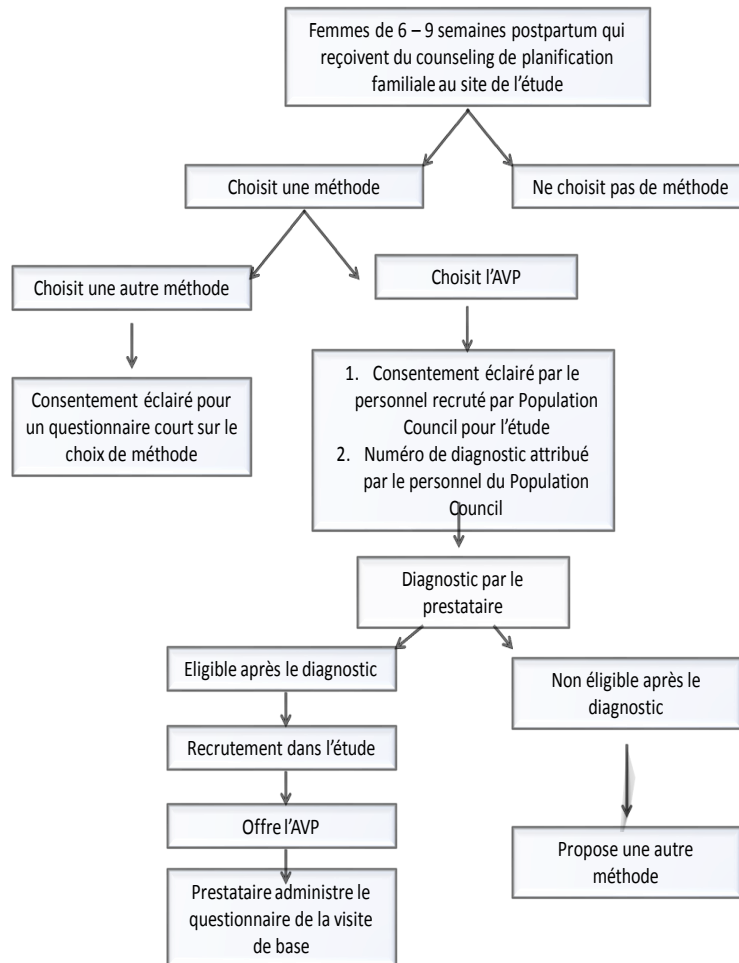 Femmes de 6 – 9 semaines postpartum qui
reçoivent du counseling de planification
familiale au site de l’étude
Choisit une méthode
Ne choisit pas de méthode
Choisit une autre méthode
Choisit l’AVP
Consentement éclairé pour
un questionnaire court sur le
choix de méthode
1. Consentement éclairé par le
personnel recruté par Population
Council pour l’étude
2. Numéro de diagnostic attribué
par le personnel du Population
Council
Diagnostic par le
prestataire
Eligible après le diagnostic
Non éligible après le
diagnostic
Recrutement dans l’étude
Offre l’AVP
Propose une autre
méthode
Prestataire administre le
questionnaire de la visite
de base